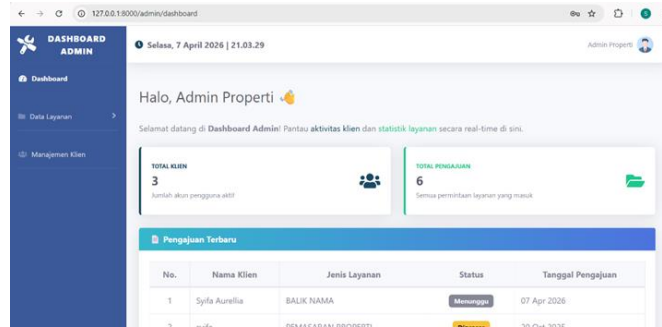 127.0.0.1:8000/admin/dashboard
DASHBOARD ADMIN
Selasa, 7 April 2026 | 21.03.29
Admin Properti
Dashboard
Data Layanan
Manajemen Klien
Halo, Admin Properti 👋
Selamat datang di Dashboard Admin! Pantau aktivitas klien dan statistik layanan secara real-time di sini.
TOTAL KLIEN
3
Jumlah akun pengguna aktif
TOTAL PENGAJUAN
6
Semua permintaan layanan yang masuk
Pengajuan Terbaru
No. Nama Klien Jenis Layanan Status Tanggal Pengajuan
1 Syifa Aurellia BALIK NAMA Menunggu 07 Apr 2026
PEMASARAN PROPERTI